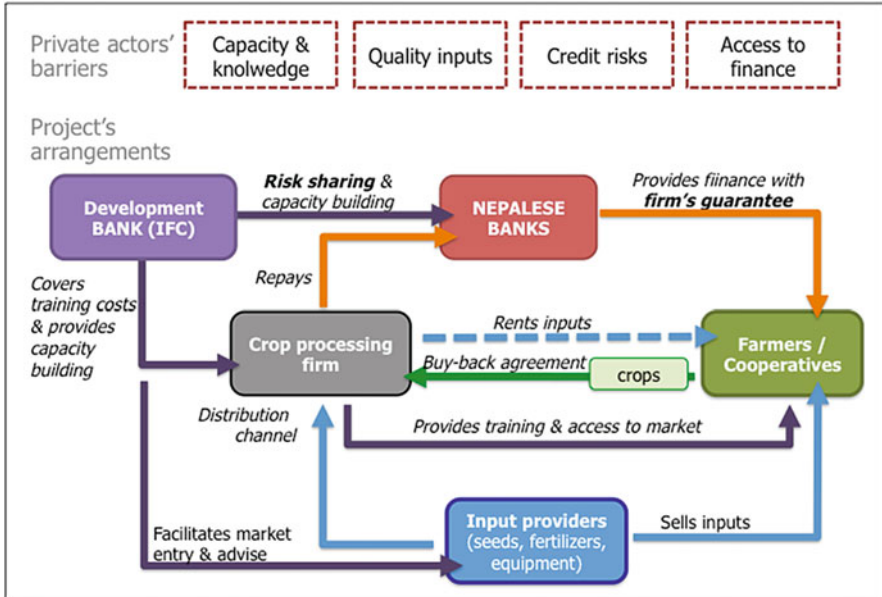 Private actors'
barriers
Capacity &
knolwedge
Quality inputs
Credit risks
Access to
finance
Project's
arrangements
Development
BANK (IFC)
Risk sharing &
capacity building
NEPALESE
BANKS
Provides fiinance with
firm's guarantee
Covers
training costs
& provides
capacity
building
Repays
Crop processing
firm
Rents inputs
Buy-back agreement
crops
Farmers /
Cooperatives
Distribution
channel
Provides training & access to market
Facilitates market
entry & advise
Input providers
(seeds, fertilizers,
equipment)
Sells inputs